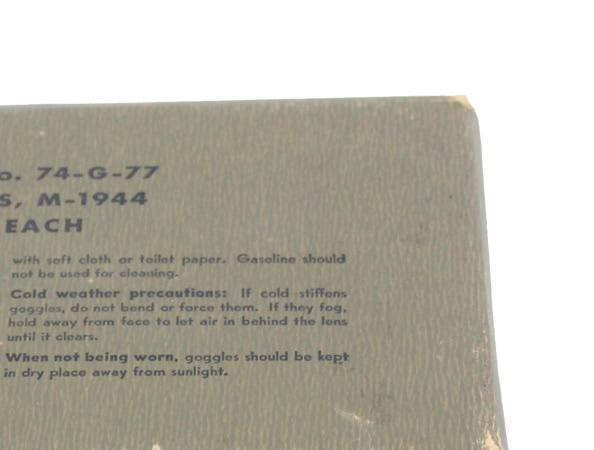 o. 74-G-77
S, M-1944
EACH
with soft cloth or toilet paper. Gasoline should
not be used for cleaning.
Cold weather precautions: If cold stiffens
goggles, do not bend or force them. If they fog,
hold away from face to let air in behind the lens
until it clears.
When not being worn, goggles should be kept
in dry place away from sunlight.